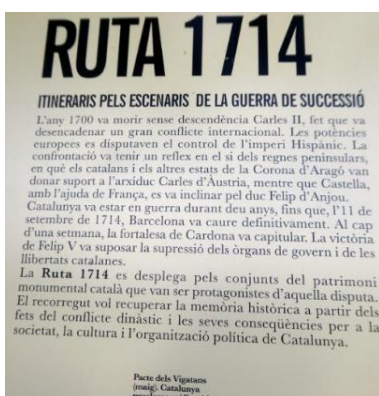 RUTA 1714
ITINERARIS PELS ESCENARIS DE LA GUERRA DE SUCCESSIÓ
L'any 1700 va morir sense descendència Carles II, fet que va
desencadenar un gran conflicte internacional. Les potències
europees es disputaven el control de l'imperi Hispànic. La
confrontació va tenir un reflex en el si dels regnes peninsulars,
en què els catalans i els altres estats de la Corona d'Aragó van
donar suport a l'arxiduc Carles d'Àustria, mentre que Castella,
amb l'ajuda de França, es va inclinar pel duc Felip d'Anjou.
Catalunya va estar en guerra durant deu anys, fins que, l'11 de
setembre de 1714, Barcelona va caure definitivament. Al cap
d'una setmana, la fortalesa de Cardona va capitular. La victòria
de Felip V va suposar la supressió dels òrgans de govern i de les
llibertats catalanes.
La Ruta 1714 es desplega pels conjunts del patrimoni
monumental català que van ser protagonistes d'aquella disputa.
El recorregut vol recuperar la memòria històrica a partir dels
fets del conflicte dinàstic i les seves conseqüències per a la
societat, la cultura i l'organització política de Catalunya.
Pacte dels Vigatans
(maig). Catalunya